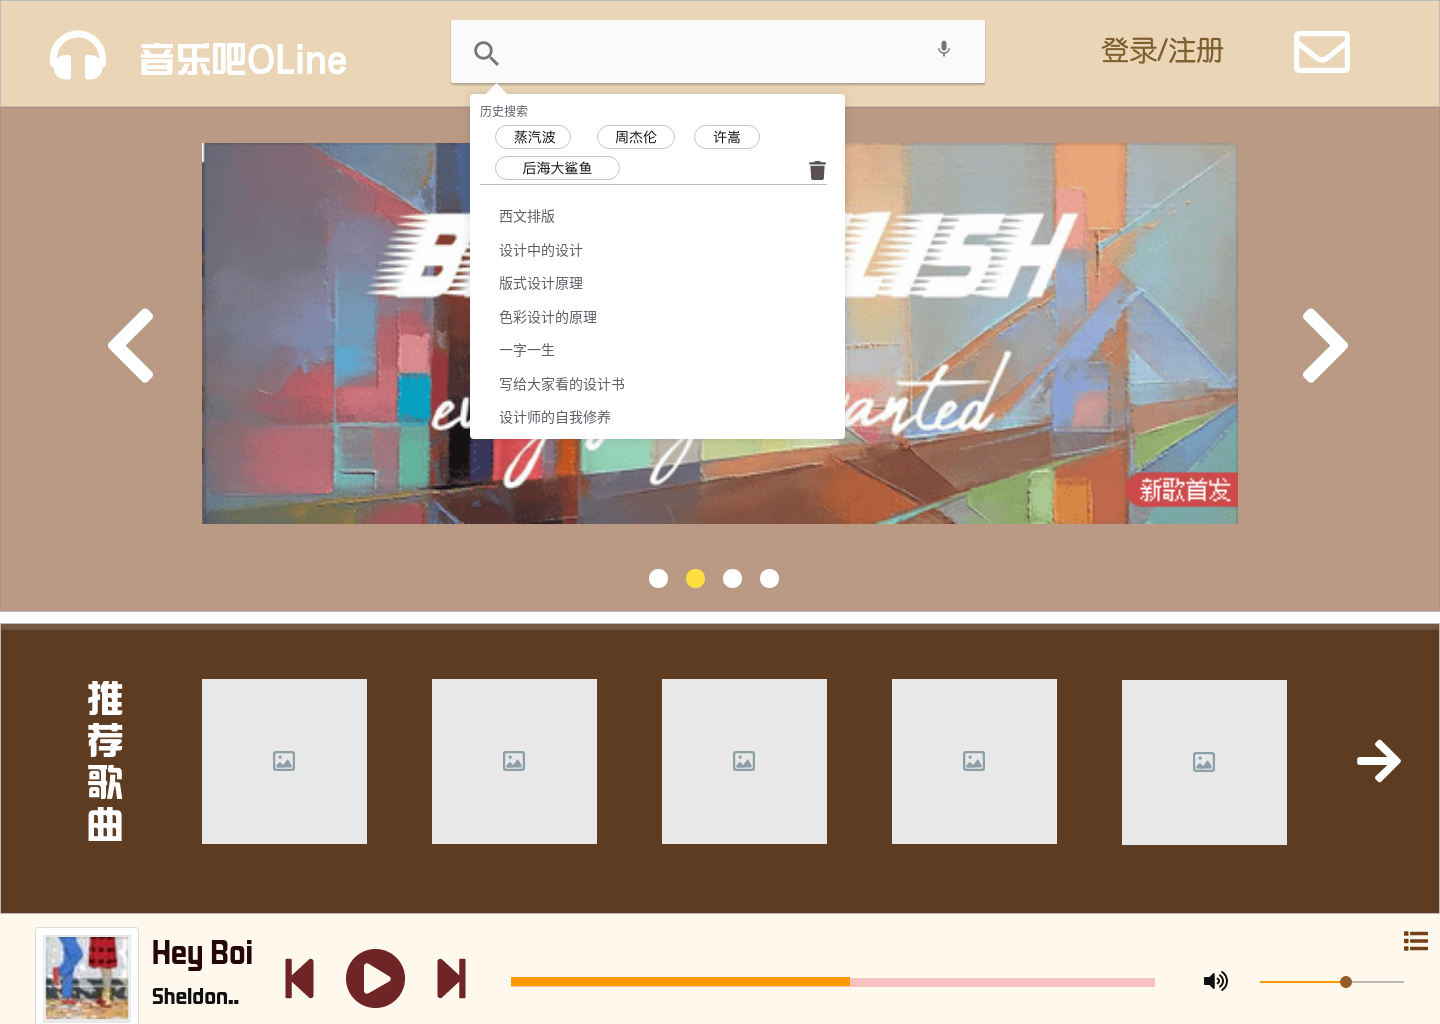 音乐吧OLine
登录/注册
历史搜索
蒸汽波
周杰伦
许嵩
后海大鲨鱼
西文排版
设计中的设计
版式设计原理
色彩设计的原理
一字一生
写给大家看的设计书
设计师的自我修养
新歌首发
推荐歌曲
Hey Boi
Sheldon..